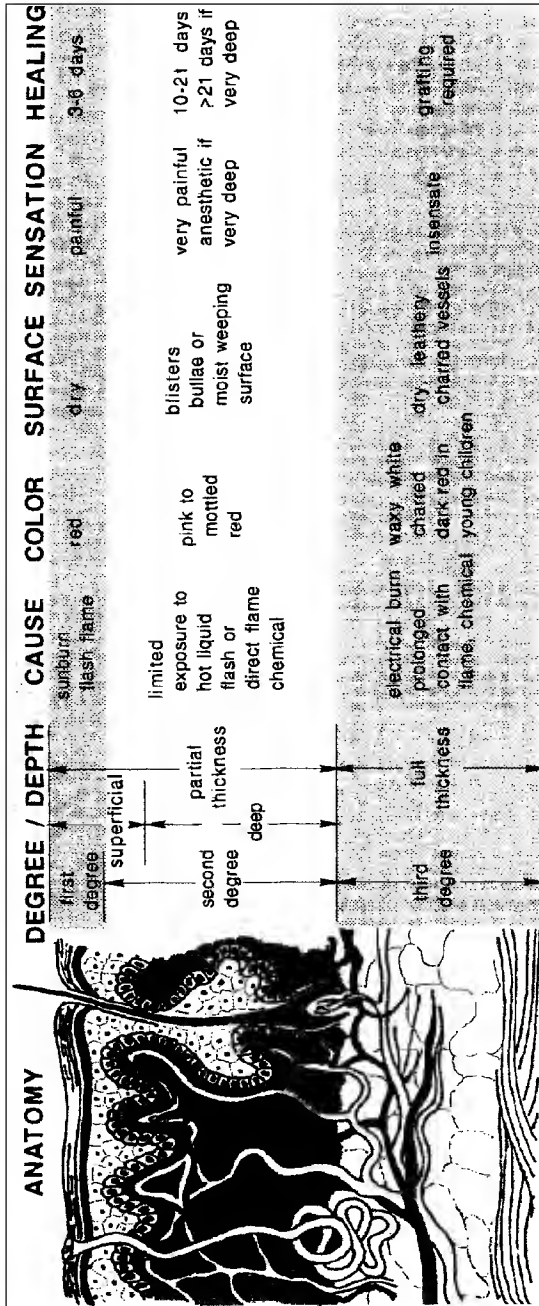 ANATOMY
DEGREE / DEPTH
CAUSE
COLOR
SURFACE
SENSATION
HEALING
first
degree
superficial
sunburn
flash flame
red
dry
painful
3-6 days
second
degree
deep
partial
thickness
limited
exposure to
hot liquid
flash or
direct flame
chemical
pink to
mottled
red
blisters
bullae or
moist weeping
surface
very painful
anesthetic if
very deep
10-21 days
>21 days if
very deep
third
degree
full
thickness
electrical burn
prolonged
contact with
flame, chemical
waxy white
charred
dark red in
young children
dry leathery
charred vessels
insensate
grafting
required